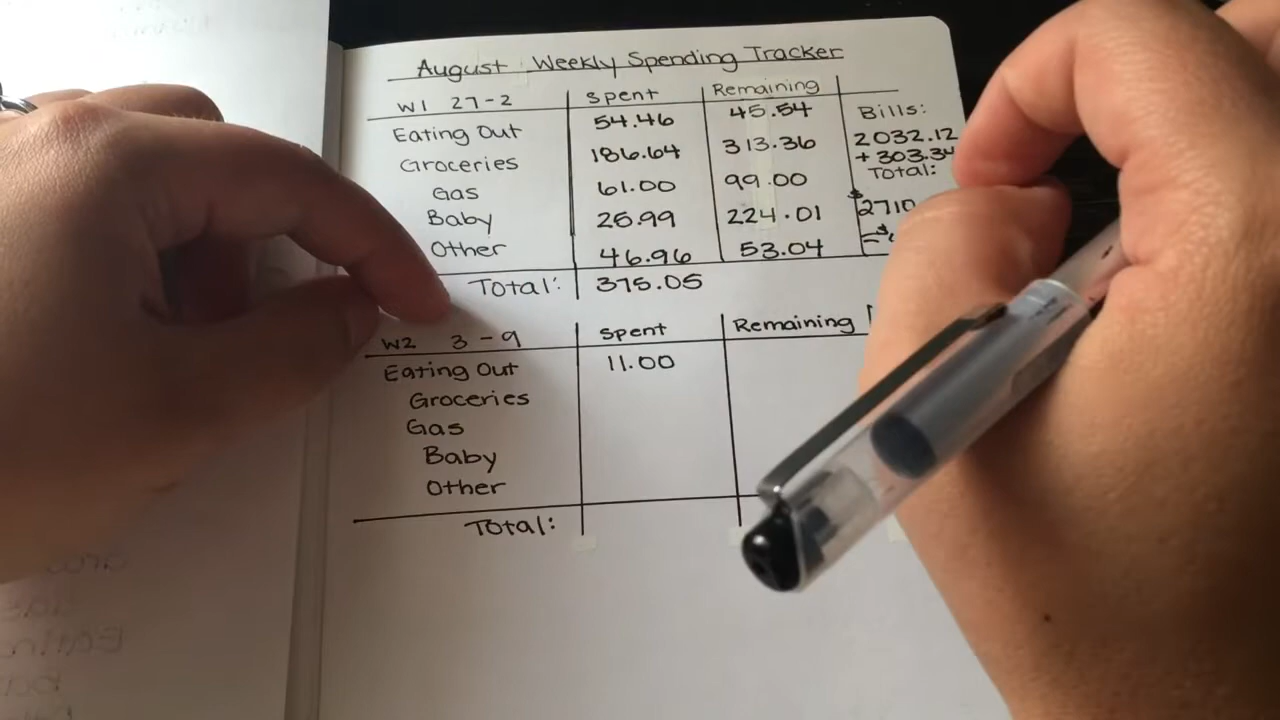 August Weekly Spending Tracker
W1 27-2 Spent Remaining
Eating Out 54.46 45.54
Groceries 186.64 313.36
Gas 61.00 99.00
Baby 25.99 224.01
Other 46.96 53.04
Total: 375.05
Bills:
2032.12
+ 303.34
Total:
$2710
= $
W2 3-9 Spent Remaining
Eating Out 11.00
Groceries
Gas
Baby
Other
Total: